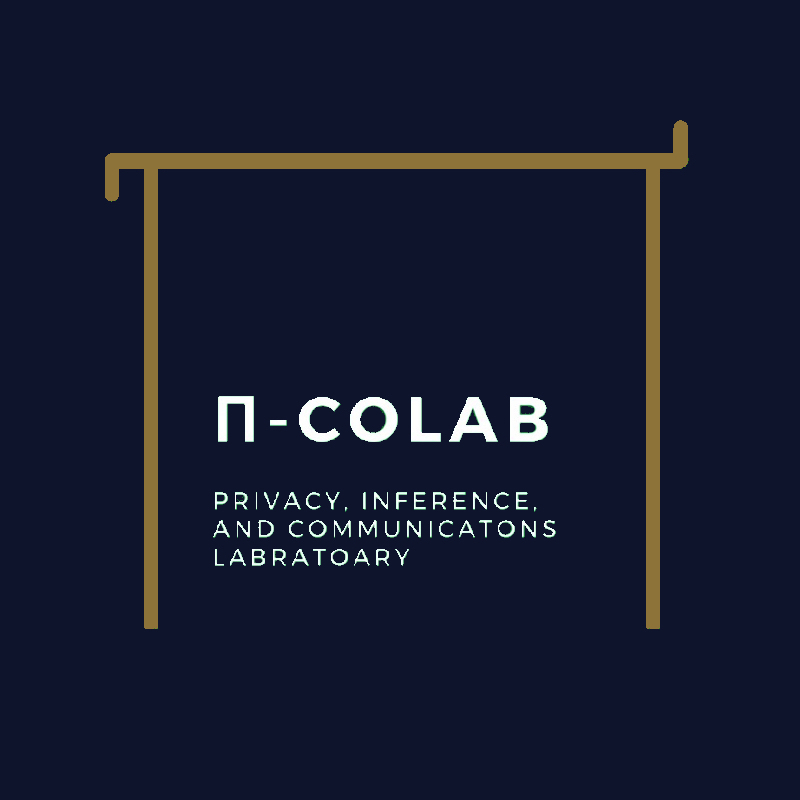 Π-COLAB
PRIVACY, INFERENCE,
AND COMMUNICATONS
LABRATOARY